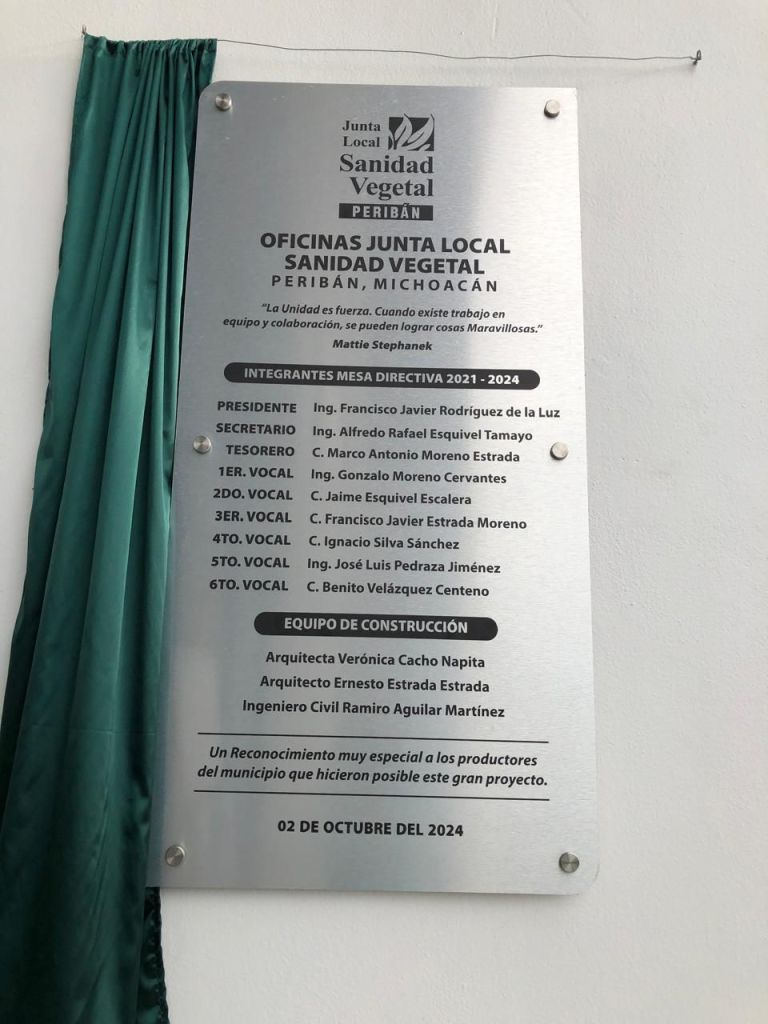 Junta
Local
Sanidad
Vegetal
PERIBÁN
OFICINAS JUNTA LOCAL
SANIDAD VEGETAL
PERIBÁN, MICHOACÁN
“La Unidad es fuerza. Cuando existe trabajo en
equipo y colaboración, se pueden lograr cosas Maravillosas.”
Mattie Stephanek
INTEGRANTES MESA DIRECTIVA 2021 - 2024
PRESIDENTE Ing. Francisco Javier Rodríguez de la Luz
SECRETARIO Ing. Alfredo Rafael Esquivel Tamayo
TESORERO C. Marco Antonio Moreno Estrada
1ER. VOCAL Ing. Gonzalo Moreno Cervantes
2DO. VOCAL C. Jaime Esquivel Escalera
3ER. VOCAL C. Francisco Javier Estrada Moreno
4TO. VOCAL C. Ignacio Silva Sánchez
5TO. VOCAL Ing. José Luis Pedraza Jiménez
6TO. VOCAL C. Benito Velázquez Centeno
EQUIPO DE CONSTRUCCIÓN
Arquitecta Verónica Cacho Napita
Arquitecto Ernesto Estrada Estrada
Ingeniero Civil Ramiro Aguilar Martínez
Un Reconocimiento muy especial a los productores
del municipio que hicieron posible este gran proyecto.
02 DE OCTUBRE DEL 2024